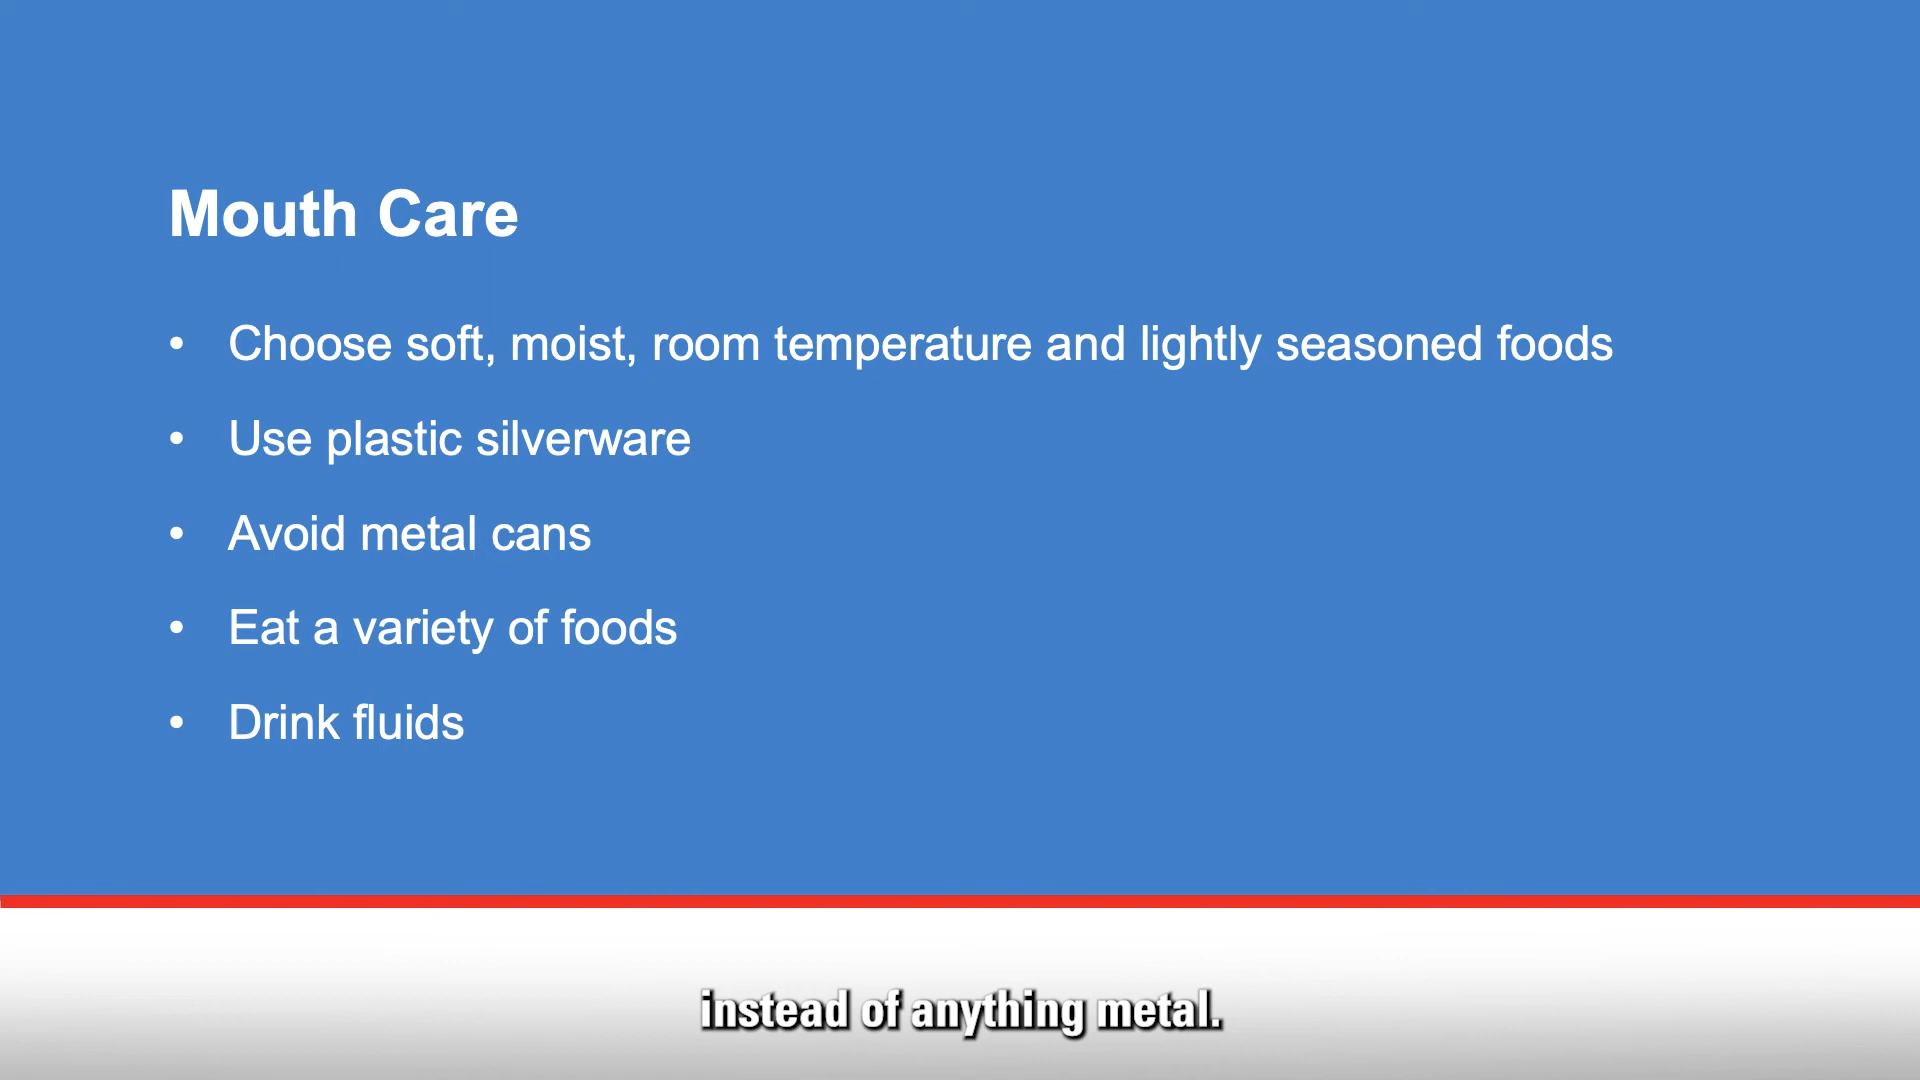 Mouth Care
• Choose soft, moist, room temperature and lightly seasoned foods
• Use plastic silverware
• Avoid metal cans
• Eat a variety of foods
• Drink fluids
instead of anything metal.